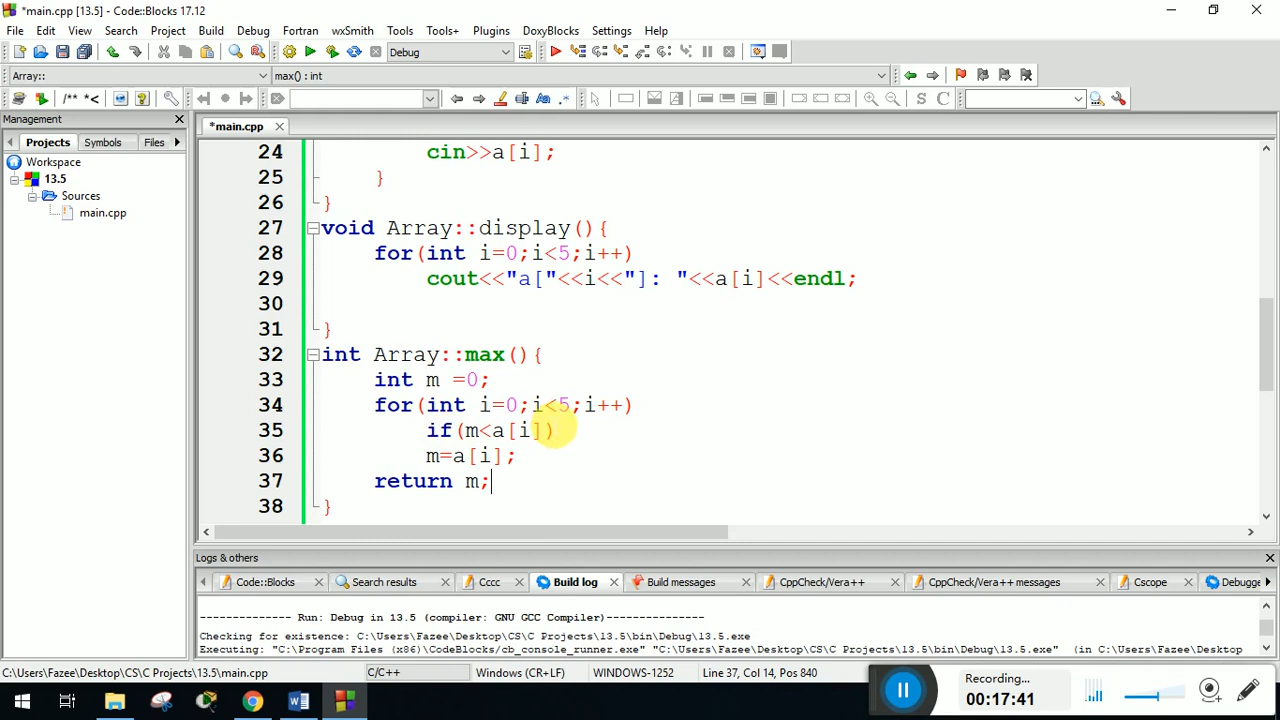 *main.cpp [13.5] - Code::Blocks 17.12
File Edit View Search Project Build Debug Fortran wxSmith Tools Tools+ Plugins DoxyBlocks Settings Help
Debug
Array:: max() : int
/** *<
Aa .* S C
Management
Projects Symbols Files
*main.cpp
Workspace
13.5
Sources
main.cpp
24 cin>>a[i];
25 }
26 }
27 void Array::display(){
28 for(int i=0;i<5;i++)
29 cout<<"a["<<i<<"]: "<<a[i]<<endl;
30
31 }
32 int Array::max(){
33 int m =0;
34 for(int i=0;i<5;i++)
35 if(m<a[i])
36 m=a[i];
37 return m;
38 }
Logs & others
Code::Blocks Search results Cccc Build log Build messages CppCheck/Vera++ CppCheck/Vera++ messages Cscope Debugge
-------------- Run: Debug in 13.5 (compiler: GNU GCC Compiler)---------------
Checking for existence: C:\Users\Fazee\Desktop\CS\C Projects\13.5\bin\Debug\13.5.exe
Executing: "C:\Program Files (x86)\CodeBlocks/cb_console_runner.exe" "C:\Users\Fazee\Desktop\CS\C Projects\13.5\bin\Debug\13.5.exe" (in C:\Users\Fazee\Desktop
C:\Users\Fazee\Desktop\CS\C Projects\13.5\main.cpp C/C++ Windows (CR+LF) WINDOWS-1252 Line 37, Col 14, Pos 840
Recording...
00:17:41